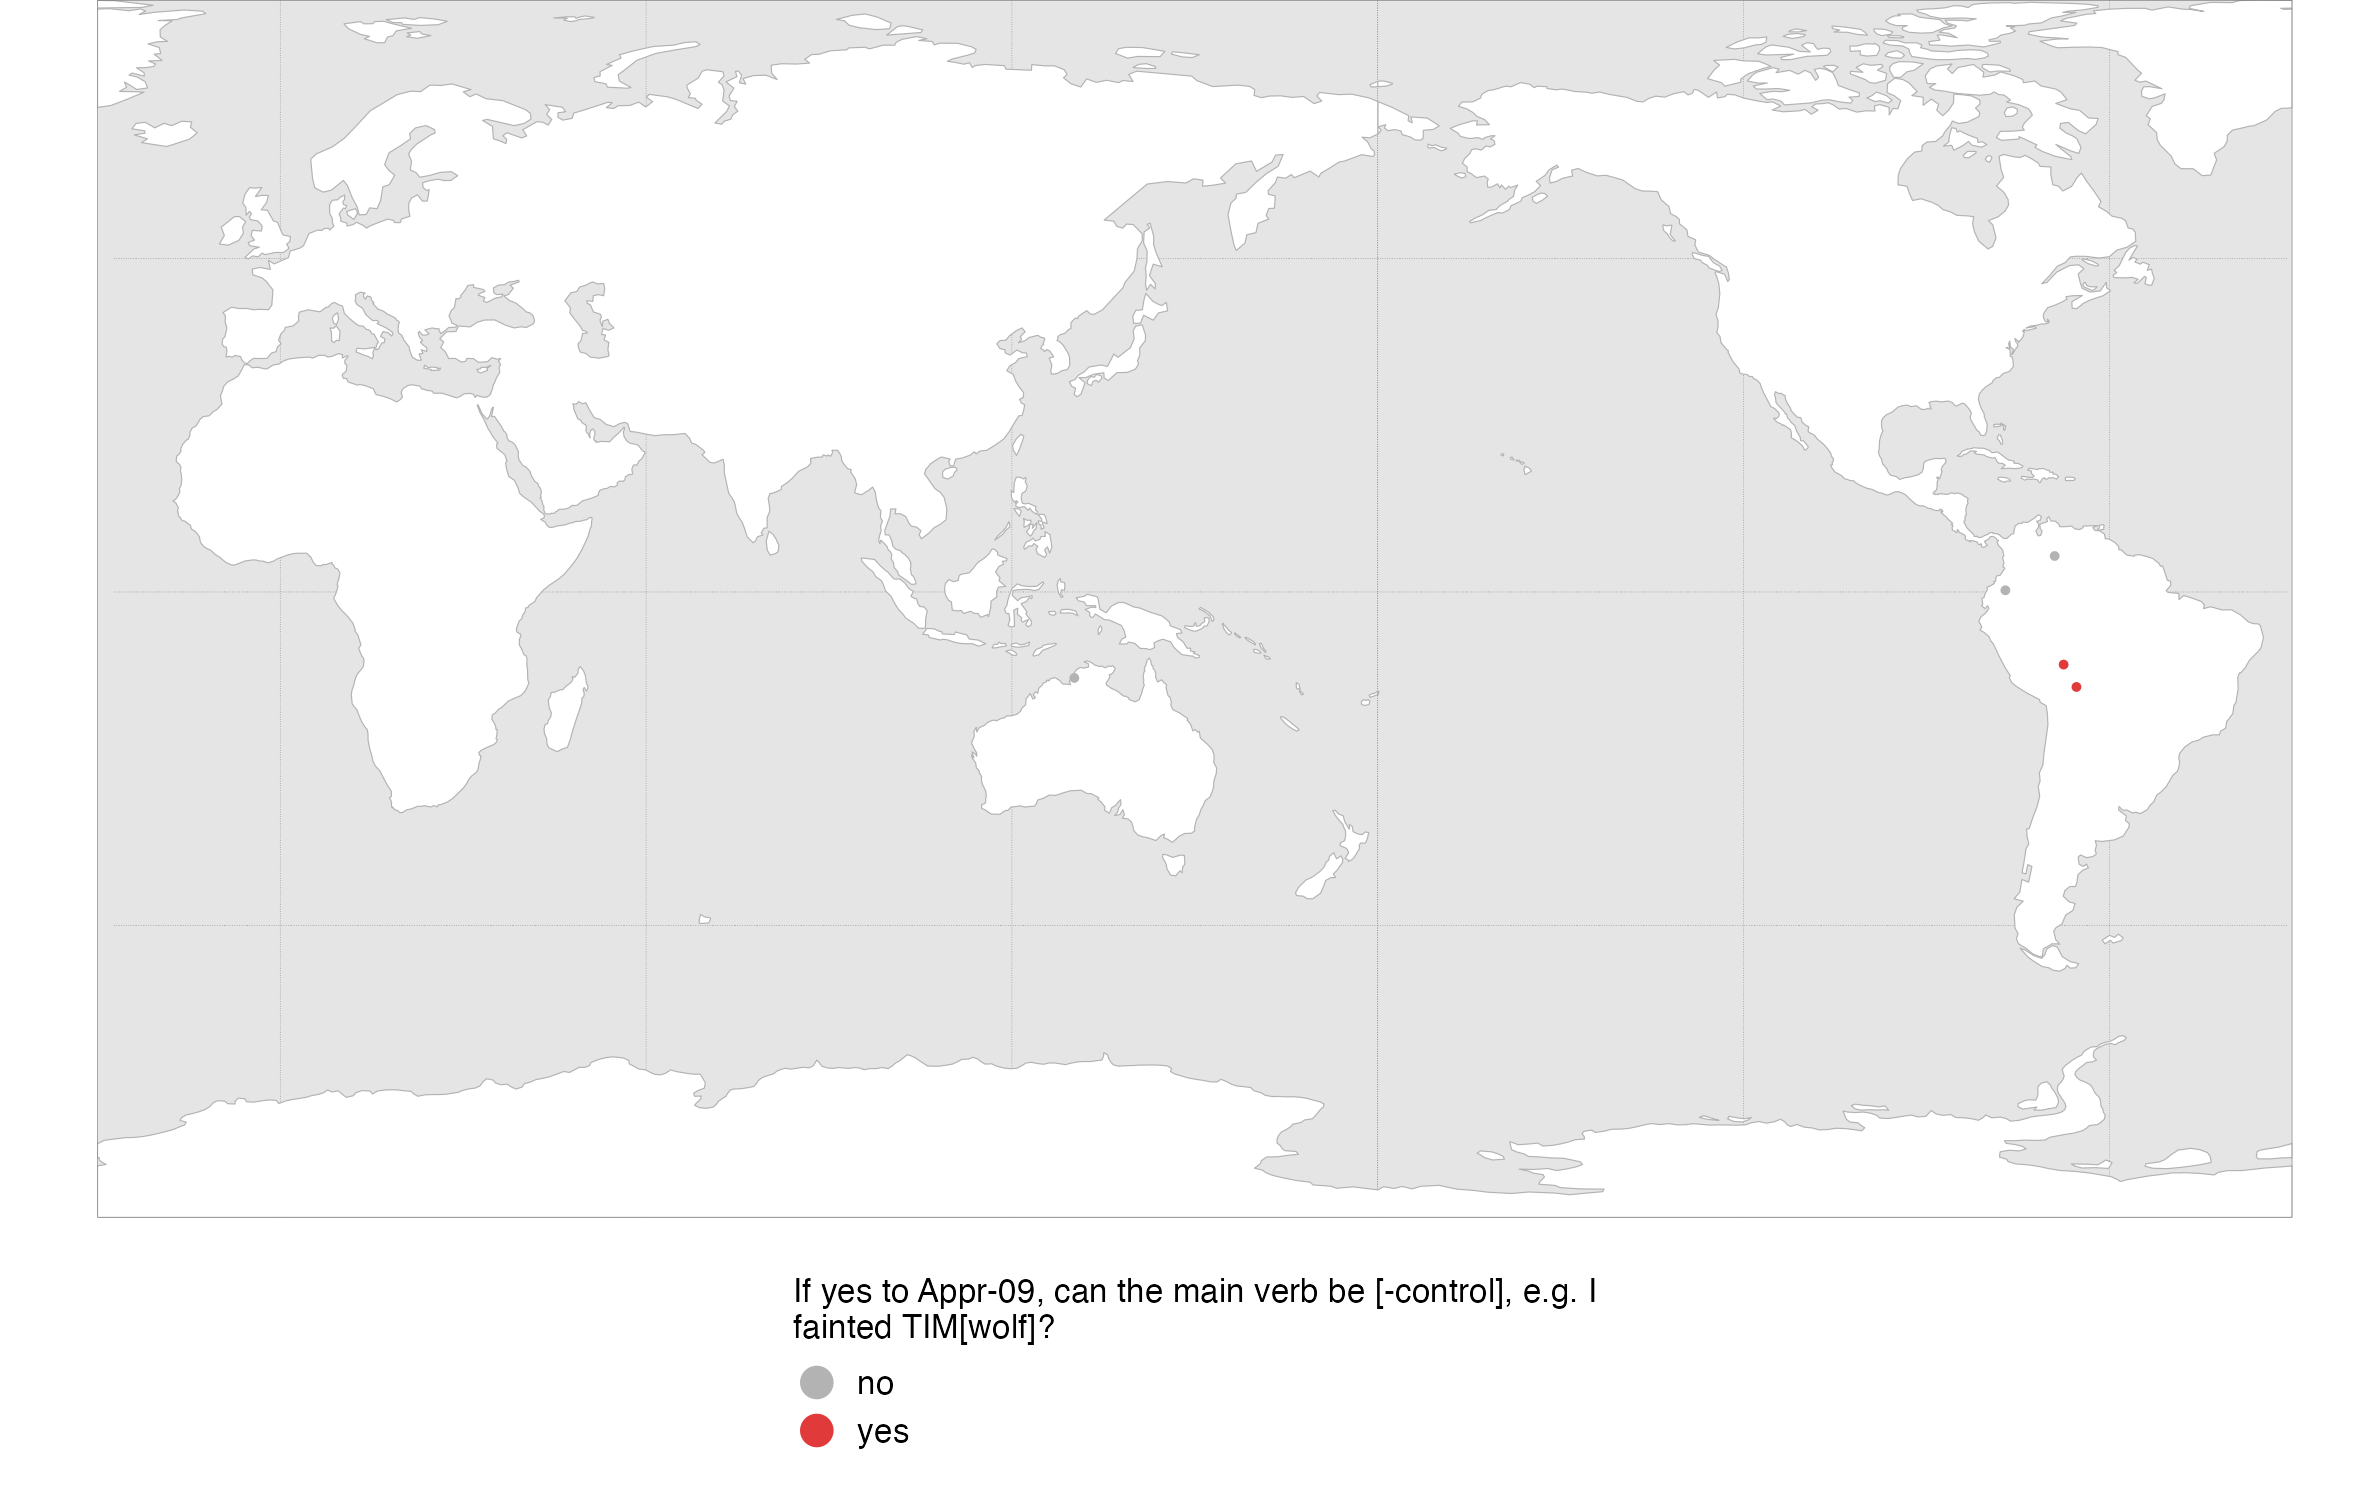 If yes to Appr-09, can the main verb be [-control], e.g. I
fainted TIM[wolf]?
no
yes